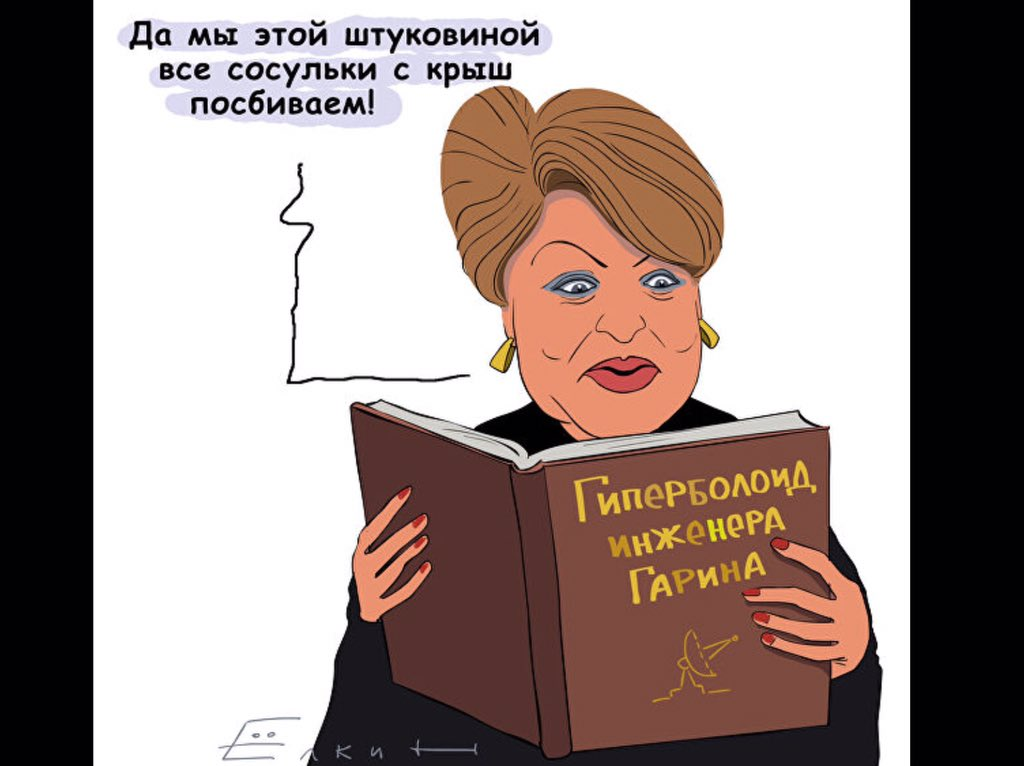 Да мы этой штуковиной
все сосульки с крыш
посбиваем!
Гиперболоид
инженера
Гарина
Ёлкин